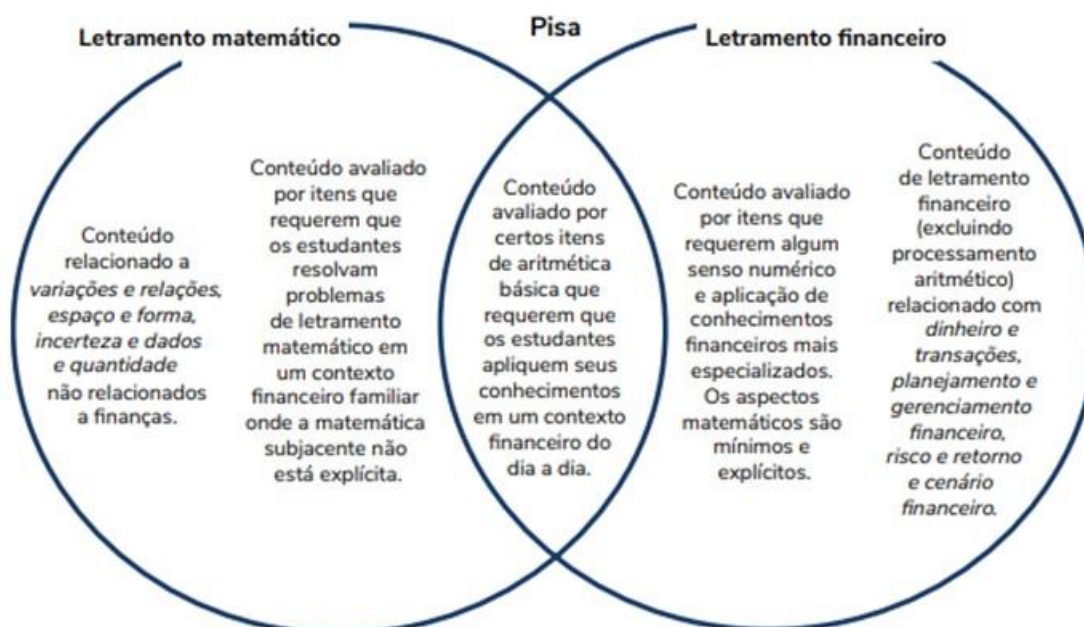 Pisa
Letramento matemático
Letramento financeiro
Conteúdo
relacionado a
variações e relações,
espaço e forma,
incerteza e dados
e quantidade
não relacionados
a finanças.
Conteúdo avaliado
por itens que
requerem que
os estudantes
resolvam
problemas
de letramento
matemático em
um contexto
financeiro familiar
onde a matemática
subjacente não
está explícita.
Conteúdo
avaliado por
certos itens
de aritmética
básica que
requerem que
os estudantes
apliquem seus
conhecimentos
em um contexto
financeiro do
dia a dia.
Conteúdo avaliado
por itens que
requerem algum
senso numérico
e aplicação de
conhecimentos
financeiros mais
especializados.
Os aspectos
matemáticos são
mínimos e
explícitos.
Conteúdo
de letramento
financeiro
(excluindo
processamento
aritmético)
relacionado com
dinheiro e
transações,
planejamento e
gerenciamento
financeiro,
risco e retorno
e cenário
financeiro.